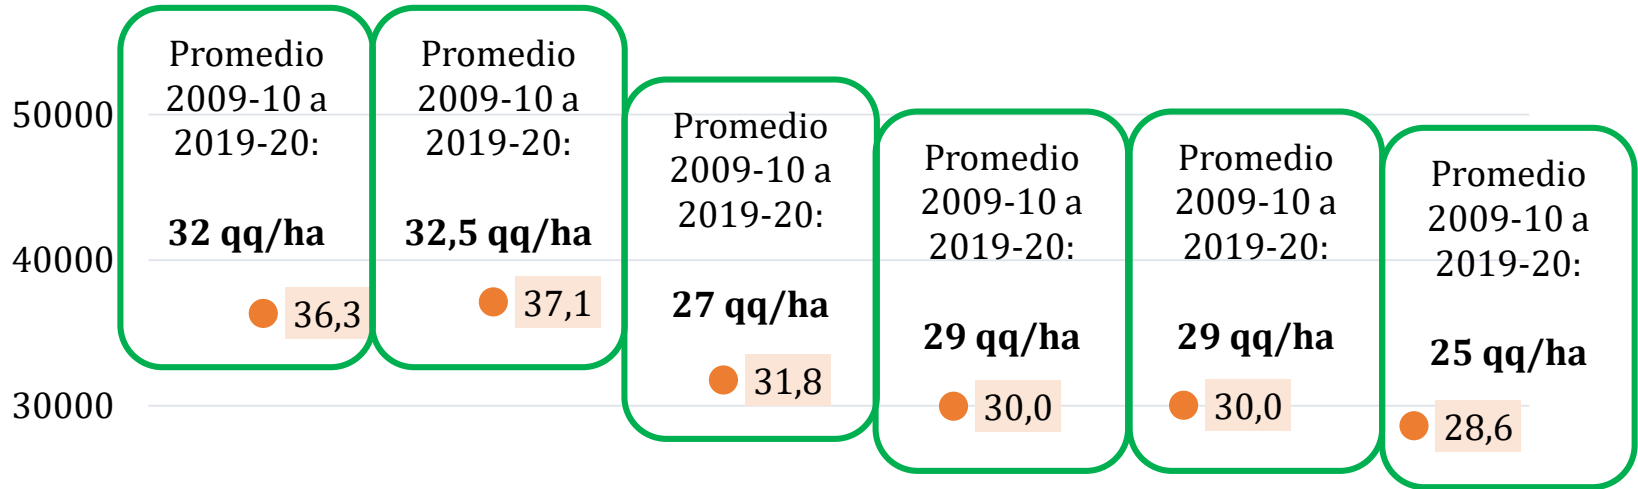 50000
40000
30000
Promedio
2009-10 a
2019-20:
32 qq/ha
36,3
Promedio
2009-10 a
2019-20:
32,5 qq/ha
37,1
Promedio
2009-10 a
2019-20:
27 qq/ha
31,8
Promedio
2009-10 a
2019-20:
29 qq/ha
30,0
Promedio
2009-10 a
2019-20:
29 qq/ha
30,0
Promedio
2009-10 a
2019-20:
25 qq/ha
28,6